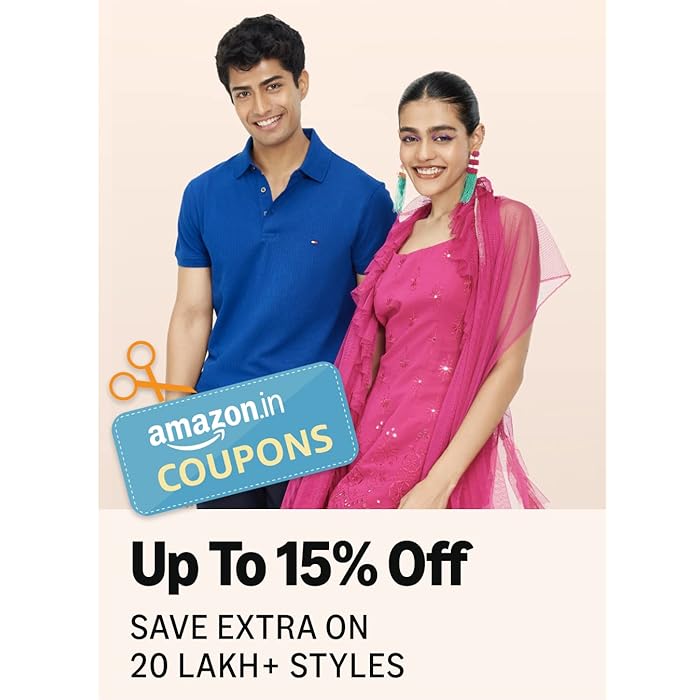 amazon.in
COUPONS
Up To 15% Off
SAVE EXTRA ON
20 LAKH+ STYLES